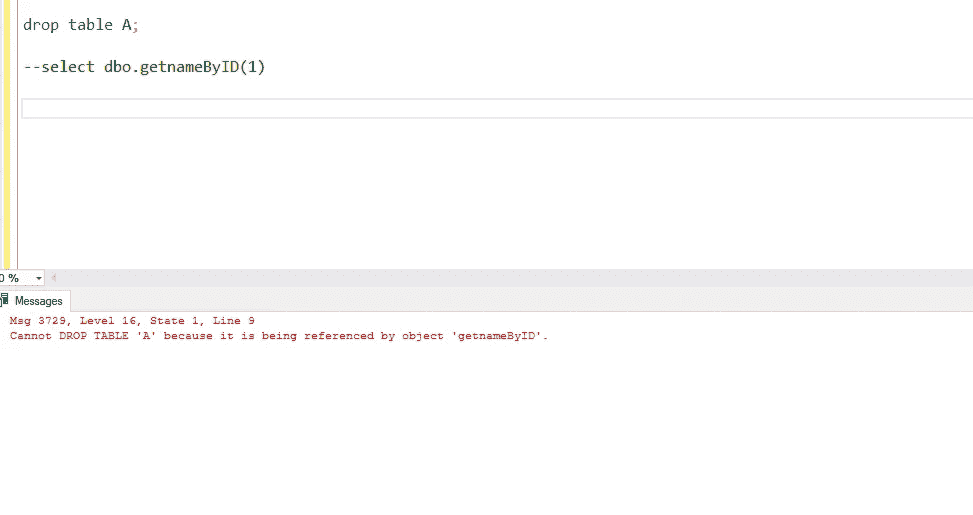 drop table A;
--select dbo.getnameByID(1)
0 %
Messages
Msg 3729, Level 16, State 1, Line 9
Cannot DROP TABLE 'A' because it is being referenced by object 'getnameByID'.